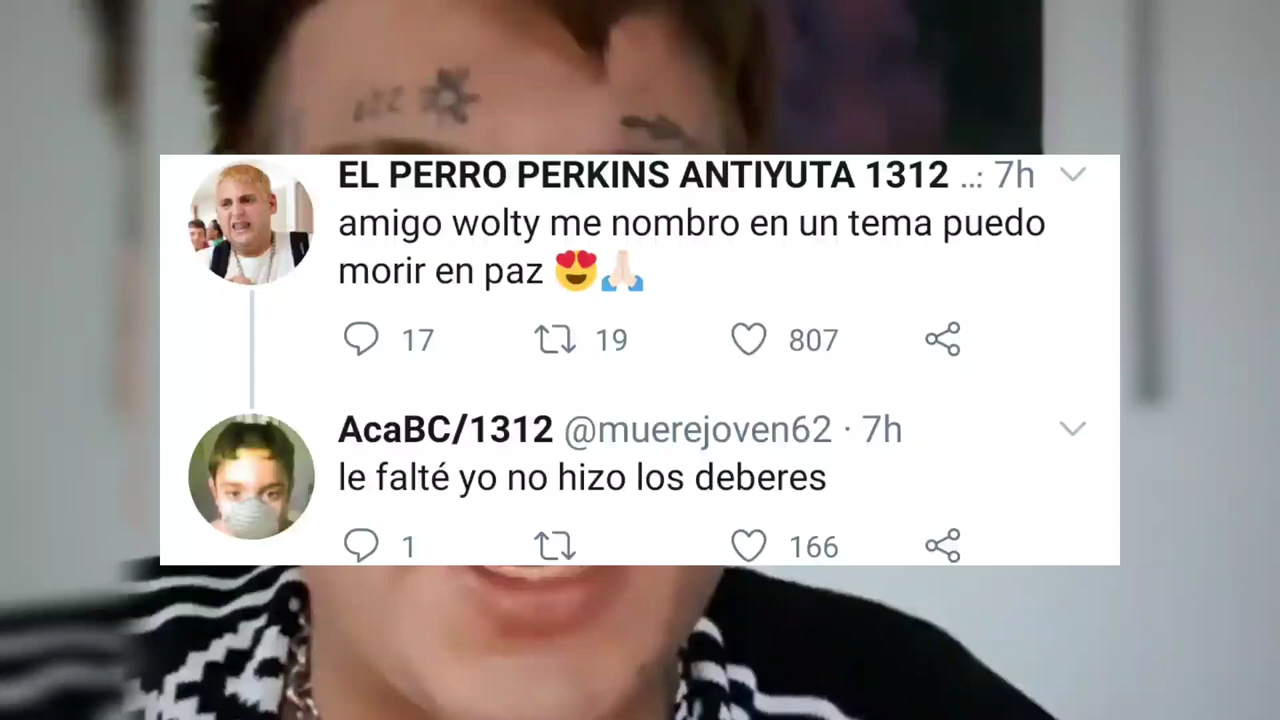 EL PERRO PERKINS ANTIYUTA 1312 ..: 7h
amigo wolty me nombro en un tema puedo
morir en paz 😍🙏🏻
17 19 807
AcaBC/1312 @muerejoven62 · 7h
le falté yo no hizo los deberes
1 166